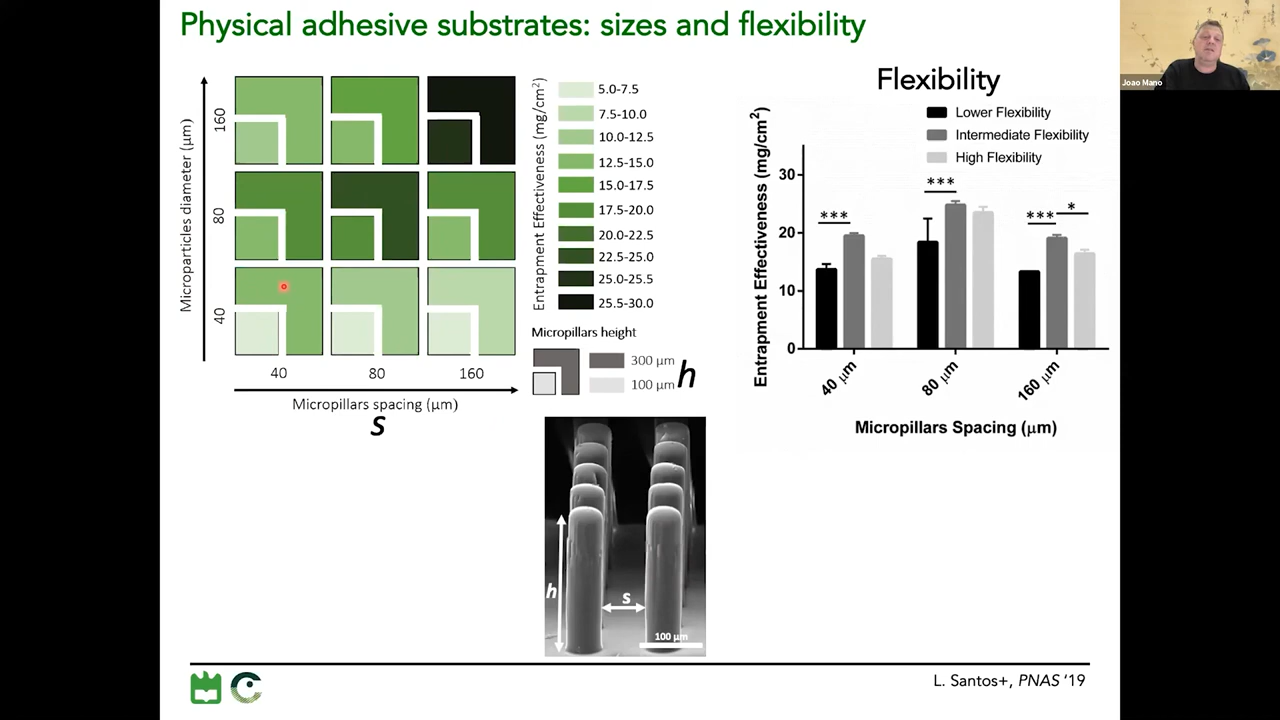 Physical adhesive substrates: sizes and flexibility
Joao Mano
Microparticles diameter (μm)
160
80
40
40
80
160
Micropillars spacing (μm)
S
Entrapment Effectiveness (mg/cm²)
5.0-7.5
7.5-10.0
10.0-12.5
12.5-15.0
15.0-17.5
17.5-20.0
20.0-22.5
22.5-25.0
25.0-25.5
25.5-30.0
Micropillars height
300 μm
100 μm
h
h
s
100 μm
Flexibility
Lower Flexibility
Intermediate Flexibility
High Flexibility
Entrapment Effectiveness (mg/cm²)
30
20
10
0
***
***
***
*
40 μm
80 μm
160 μm
Micropillars Spacing (μm)
L. Santos+, PNAS '19